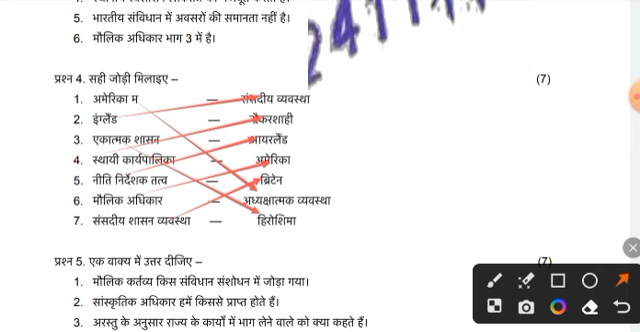 5. भारतीय संविधान में अवसरों की समानता नहीं है।
6. मौलिक अधिकार भाग 3 में है।
प्रश्न 4. सही जोड़ी मिलाइए – (7)
1. अमेरिका म — संसदीय व्यवस्था
2. इंग्लैंड — नौकरशाही
3. एकात्मक शासन — आयरलैंड
4. स्थायी कार्यपालिका — अमेरिका
5. नीति निर्देशक तत्व — ब्रिटेन
6. मौलिक अधिकार — अध्यक्षात्मक व्यवस्था
7. संसदीय शासन व्यवस्था — हिरोशिमा
प्रश्न 5. एक वाक्य में उत्तर दीजिए – (7)
1. मौलिक कर्तव्य किस संविधान संशोधन में जोड़ा गया।
2. सांस्कृतिक अधिकार हमें किससे प्राप्त होते हैं।
3. अरस्तु के अनुसार राज्य के कार्यों में भाग लेने वाले को क्या कहते हैं।